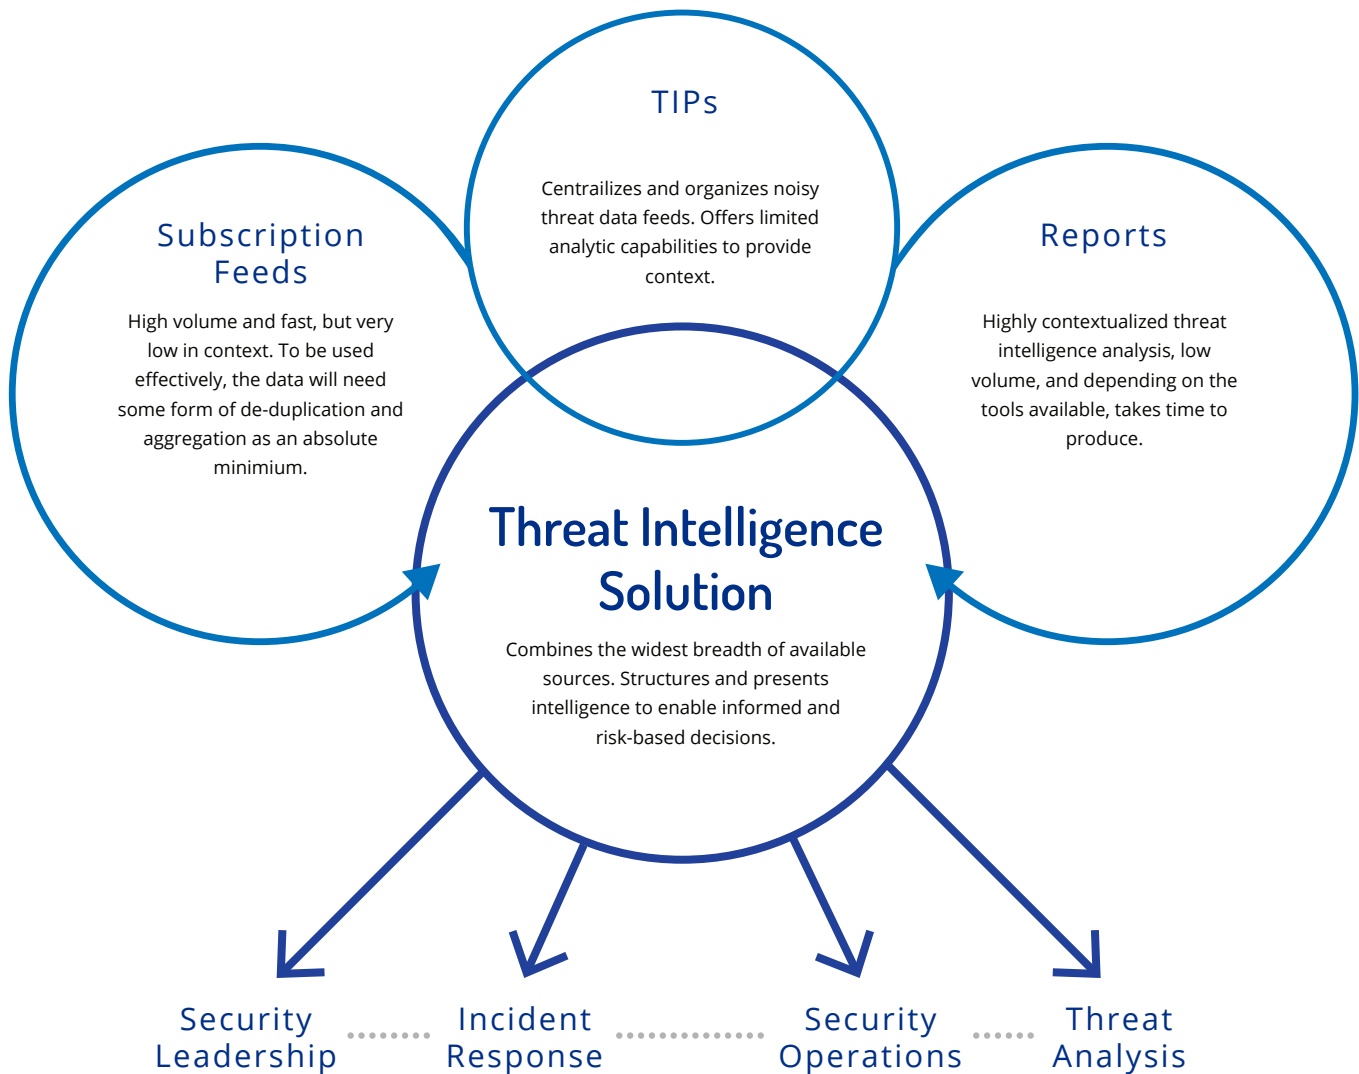 TIPs
Centrailizes and organizes noisy
threat data feeds. Offers limited
analytic capabilities to provide
context.
Subscription
Feeds
High volume and fast, but very
low in context. To be used
effectively, the data will need
some form of de-duplication and
aggregation as an absolute
minimium.
Reports
Highly contextualized threat
intelligence analysis, low
volume, and depending on the
tools available, takes time to
produce.
Threat Intelligence
Solution
Combines the widest breadth of available
sources. Structures and presents
intelligence to enable informed and
risk-based decisions.
Security
Leadership
Incident
Response
Security
Operations
Threat
Analysis